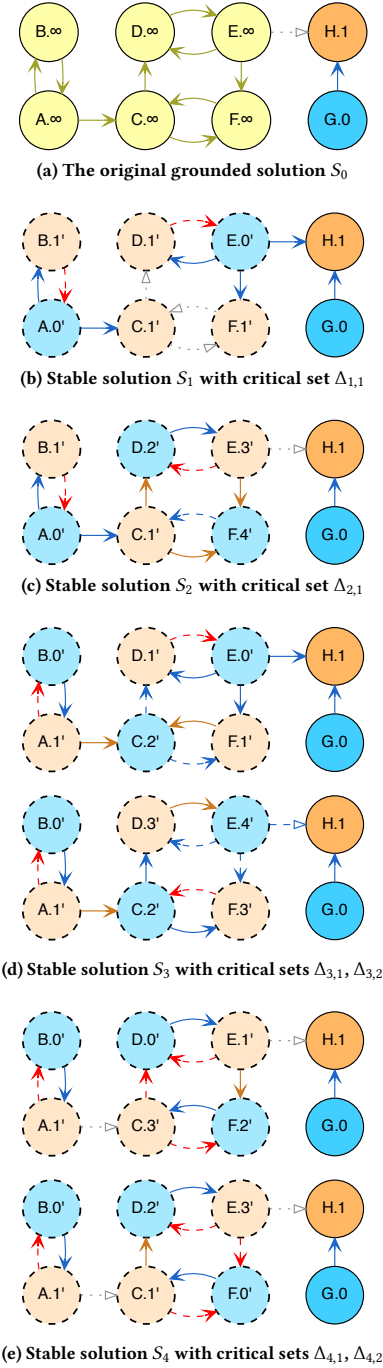 B.∞ D.∞ E.∞ H.1
A.∞ C.∞ F.∞ G.0
(a) The original grounded solution S₀
B.1' D.1' E.0' H.1
A.0' C.1' F.1' G.0
(b) Stable solution S₁ with critical set Δ₁,₁
B.1' D.2' E.3' H.1
A.0' C.1' F.4' G.0
(c) Stable solution S₂ with critical set Δ₂,₁
B.0' D.1' E.0' H.1
A.1' C.2' F.1' G.0
B.0' D.3' E.4' H.1
A.1' C.2' F.3' G.0
(d) Stable solution S₃ with critical sets Δ₃,₁, Δ₃,₂
B.0' D.0' E.1' H.1
A.1' C.3' F.2' G.0
B.0' D.2' E.3' H.1
A.1' C.1' F.0' G.0
(e) Stable solution S₄ with critical sets Δ₄,₁, Δ₄,₂